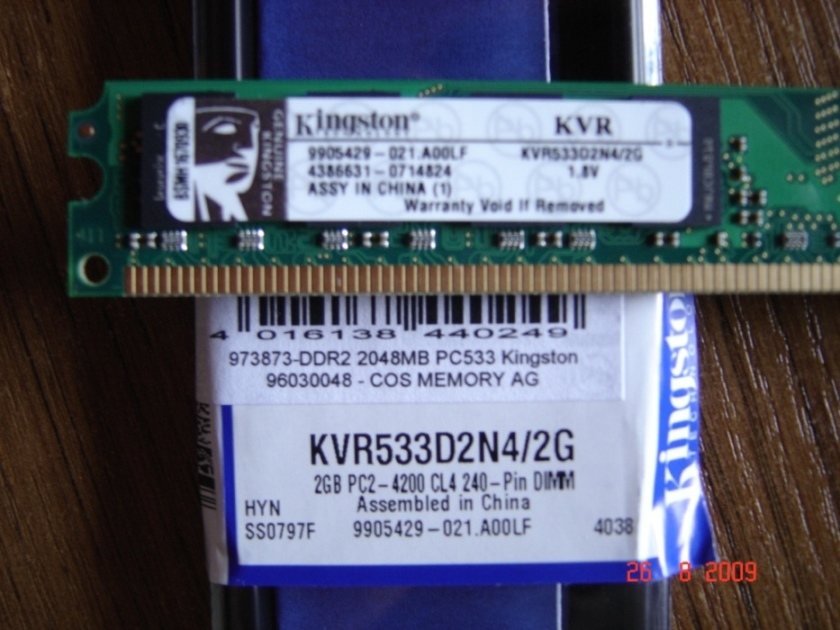 Kingston®
KVR
GENUINE
KINGSTON
9905429-021.A00LF
KVR533D2N4/2G
4386631-0714824
1.8V
ASSY IN CHINA (1)
Warranty Void If Removed
4 016138 440249
973873-DDR2 2048MB PC533 Kingston
96030048 - COS MEMORY AG
KVR533D2N4/2G
2GB PC2-4200 CL4 240-Pin DIMM
Assembled in China
HYN
SS0797F 9905429-021.A00LF 4038
Kingston
26 8 2009